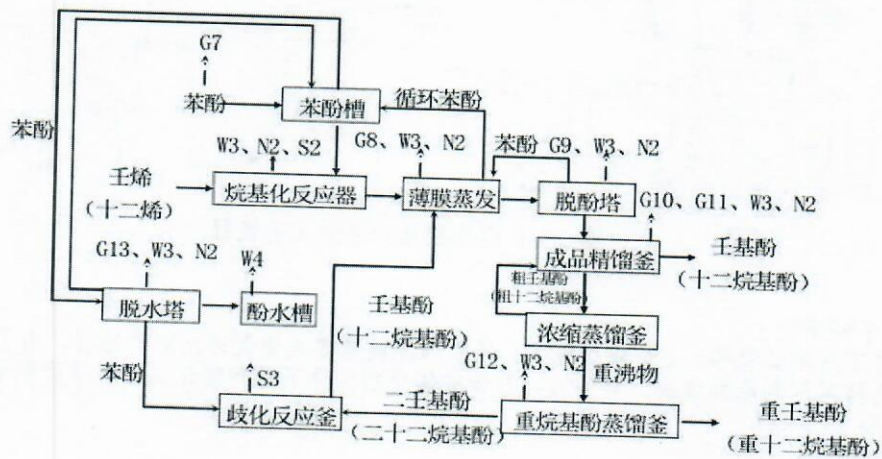 G7
苯酚
苯酚槽
循环苯酚
苯酚
W3、N2、S2
G8、W3、N2
苯酚
G9、W3、N2
壬烯
(十二烯)
烷基化反应器
薄膜蒸发
脱酚塔
G10、G11、W3、N2
G13、W3、N2
W4
成品精馏釜
壬基酚
(十二烷基酚)
脱水塔
酚水槽
壬基酚
(十二烷基酚)
粗壬基酚
(粗十二烷基酚)
浓缩蒸馏釜
G12、W3、N2
重沸物
苯酚
S3
歧化反应釜
二壬基酚
(二十二烷基酚)
重烷基酚蒸馏釜
重壬基酚
(重十二烷基酚)